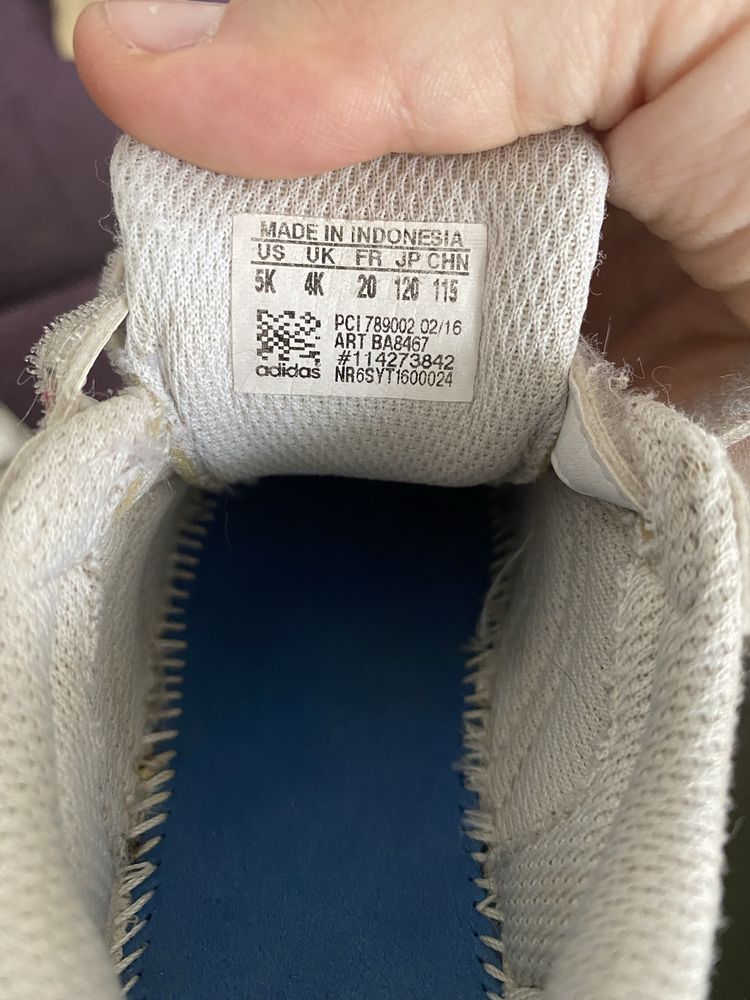 MADE IN INDONESIA
US UK FR JP CHN
5K 4K 20 120 115
PCI 789002 02/16
ART BA8467
#114273842
adidas NR6SYT1600024